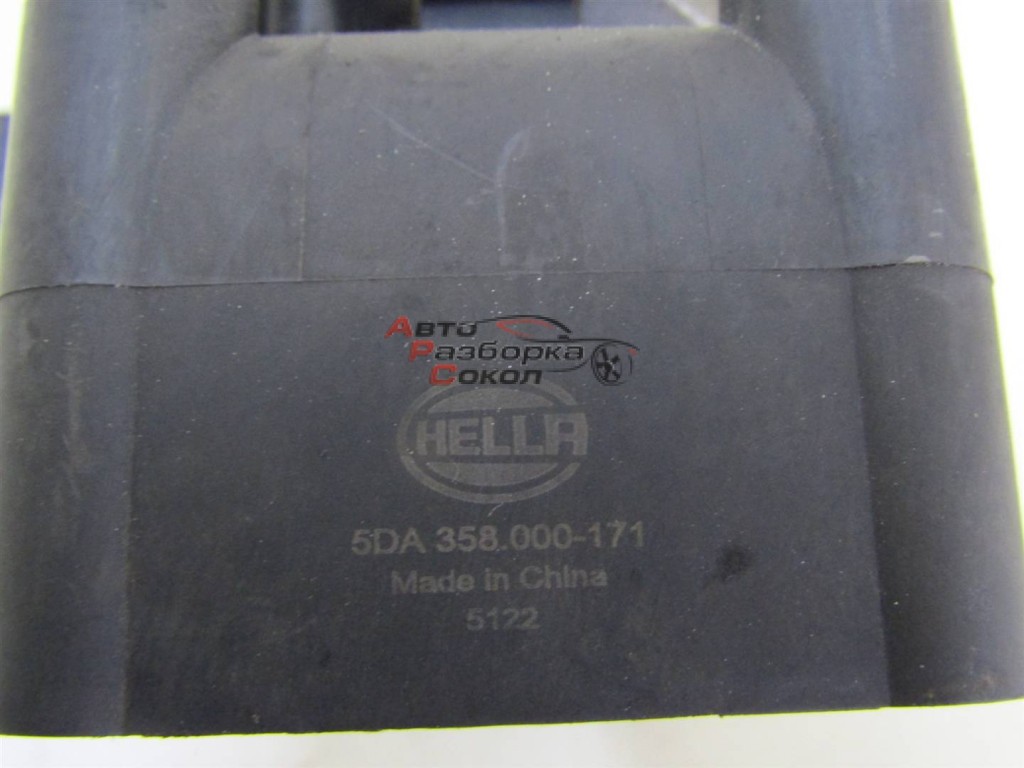 Авто
Разборка
Сокол
HELLA
5DA 358.000-171
Made in China
5122